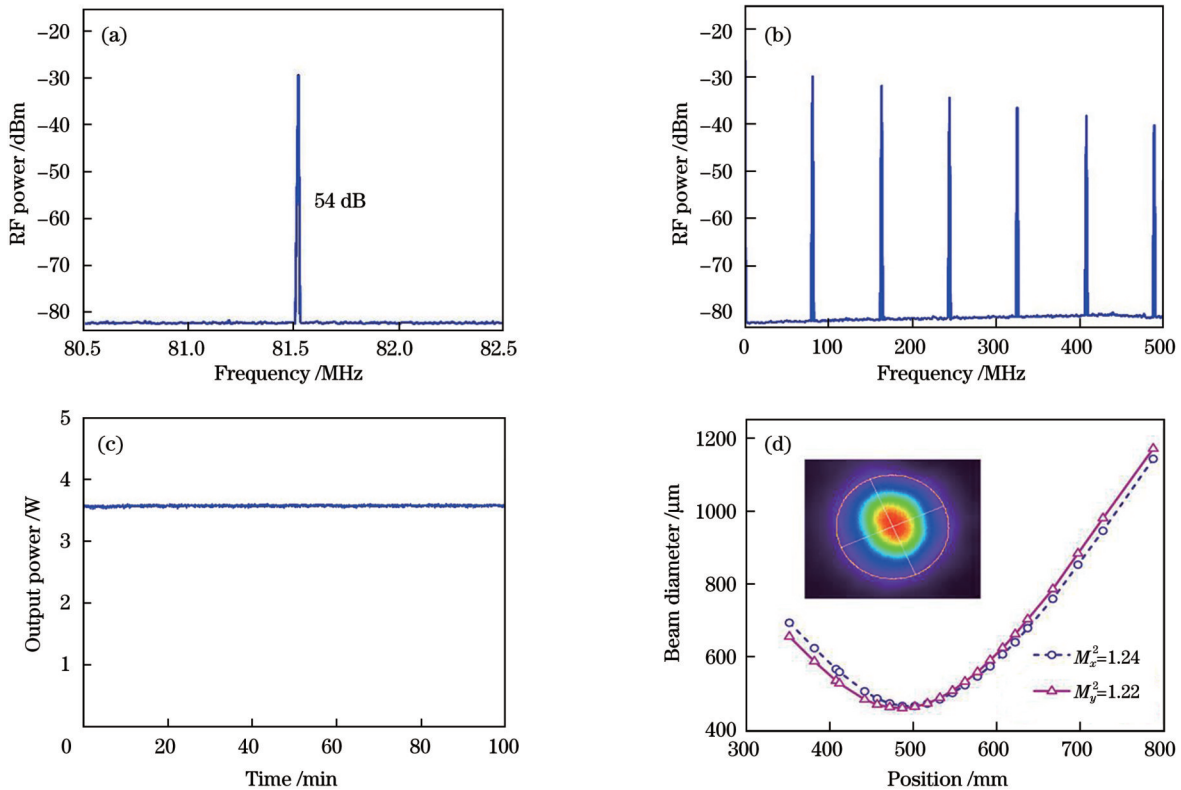 (a)
−20
−30
−40
−50
−60
−70
−80
RF power /dBm
54 dB
80.5 81.0 81.5 82.0 82.5
Frequency /MHz
(b)
−20
−30
−40
−50
−60
−70
−80
RF power /dBm
0 100 200 300 400 500
Frequency /MHz
(c)
5
4
3
2
1
Output power /W
0 20 40 60 80 100
Time /min
(d)
1200
1000
800
600
400
Beam diameter /μm
M²ₓ=1.24
M²ᵧ=1.22
300 400 500 600 700 800
Position /mm